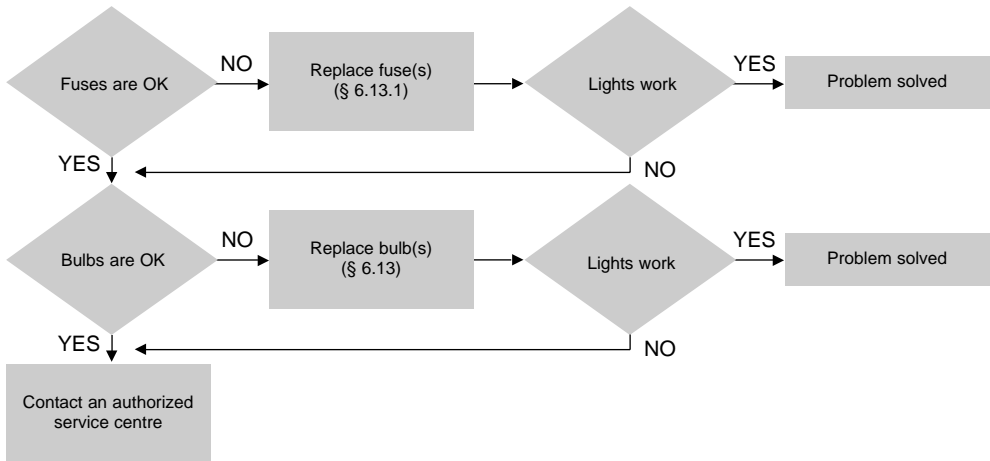 NO
YES
Fuses are OK
Replace fuse(s)
(§ 6.13.1)
Lights work
Problem solved
YES
NO
NO
YES
Bulbs are OK
Replace bulb(s)
(§ 6.13)
Lights work
Problem solved
YES
NO
Contact an authorized
service centre